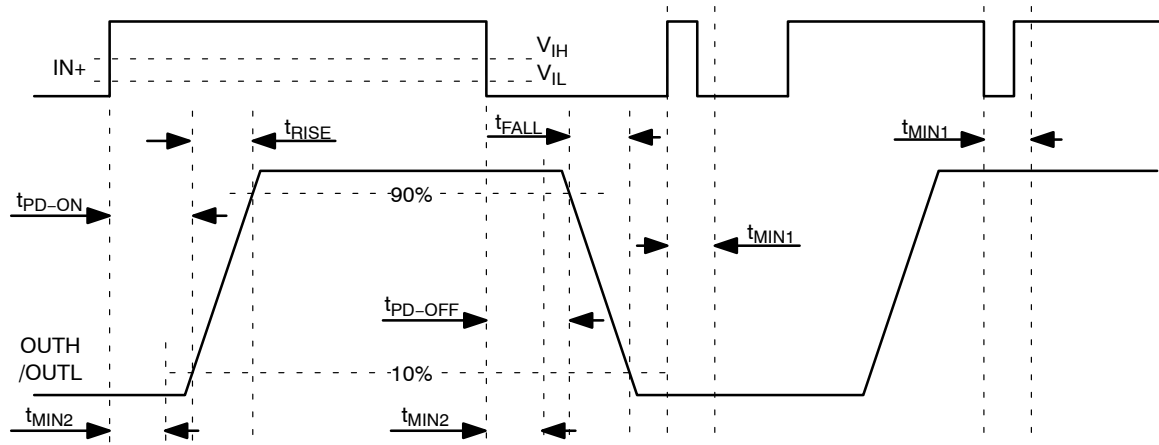 V_IH
IN+
V_IL
t_RISE
t_FALL
t_MIN1
90%
t_PD–ON
t_MIN1
t_PD–OFF
OUTH
/OUTL
10%
t_MIN2
t_MIN2